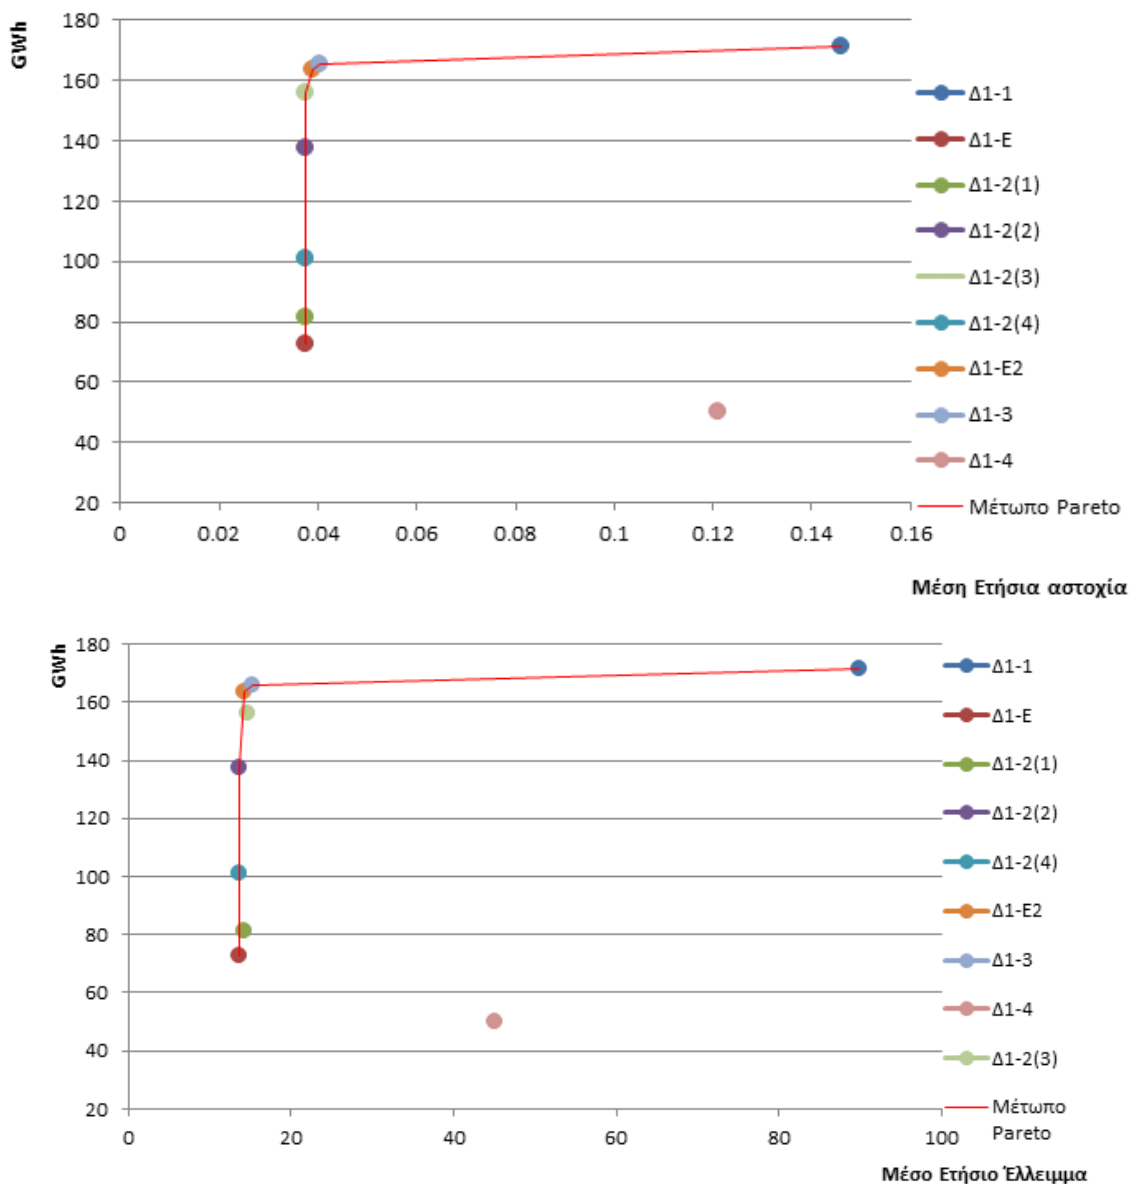 GWh
180
160
140
120
100
80
60
40
20
0 0.02 0.04 0.06 0.08 0.1 0.12 0.14 0.16
Μέση Ετήσια αστοχία
Δ1-1
Δ1-Ε
Δ1-2(1)
Δ1-2(2)
Δ1-2(3)
Δ1-2(4)
Δ1-Ε2
Δ1-3
Δ1-4
Μέτωπο Pareto
GWh
180
160
140
120
100
80
60
40
20
0 20 40 60 80 100
Μέσο Ετήσιο Έλλειμμα
Δ1-1
Δ1-Ε
Δ1-2(1)
Δ1-2(2)
Δ1-2(4)
Δ1-Ε2
Δ1-3
Δ1-4
Δ1-2(3)
Μέτωπο
Pareto